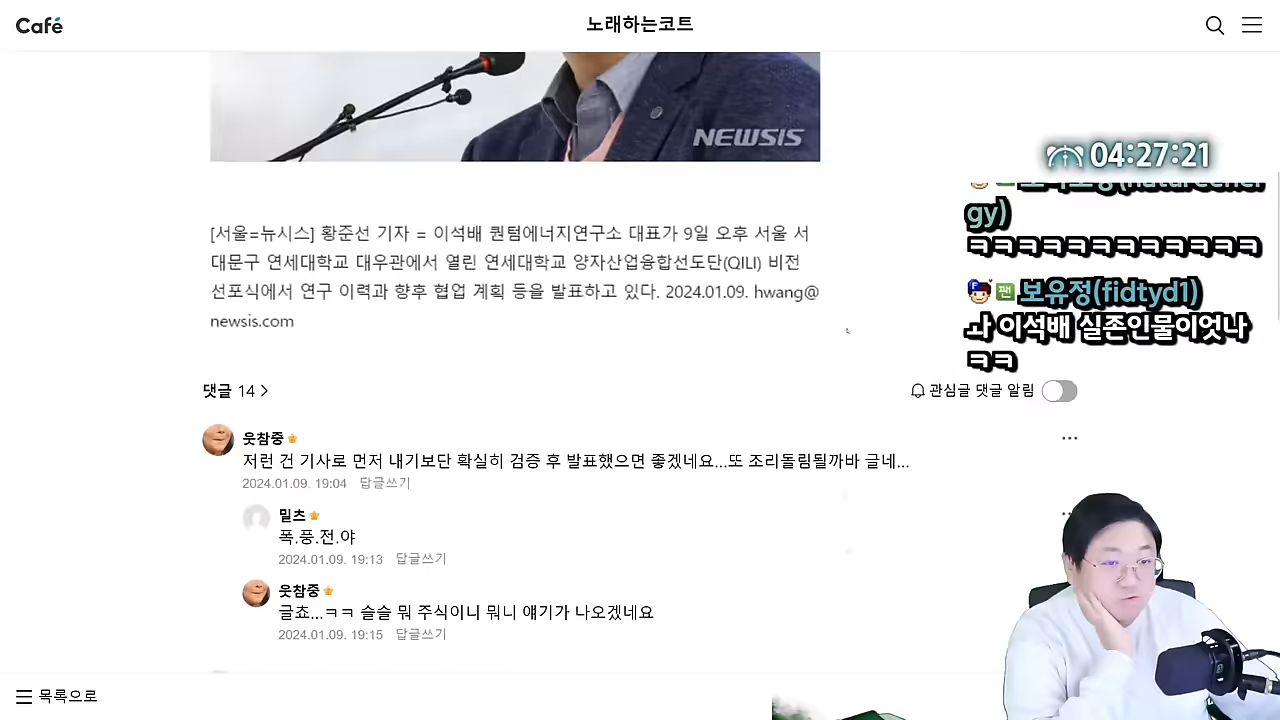 Café
노래하는코트
NEWSIS
04:27:21
gy)
ㅋㅋㅋㅋㅋㅋㅋㅋㅋㅋㅋㅋ
팬 보유정(fidtyd1)
와 이석배 실존인물이엇나
ㅋㅋ
[서울=뉴시스] 황준선 기자 = 이석배 퀀텀에너지연구소 대표가 9일 오후 서울 서
대문구 연세대학교 대우관에서 열린 연세대학교 양자산업융합선도단(QILI) 비전
선포식에서 연구 이력과 향후 협업 계획 등을 발표하고 있다. 2024.01.09. hwang@
newsis.com
댓글 14
관심글 댓글 알림
웃참중
저런 건 기사로 먼저 내기보단 확실히 검증 후 발표했으면 좋겠네요...또 조리돌림될까바 글네...
2024.01.09. 19:04 답글쓰기
밀츠
폭.풍.전.야
2024.01.09. 19:13 답글쓰기
웃참중
글쵸...ㅋㅋ 슬슬 뭐 주식이니 뭐니 얘기가 나오겠네요
2024.01.09. 19:15 답글쓰기
목록으로